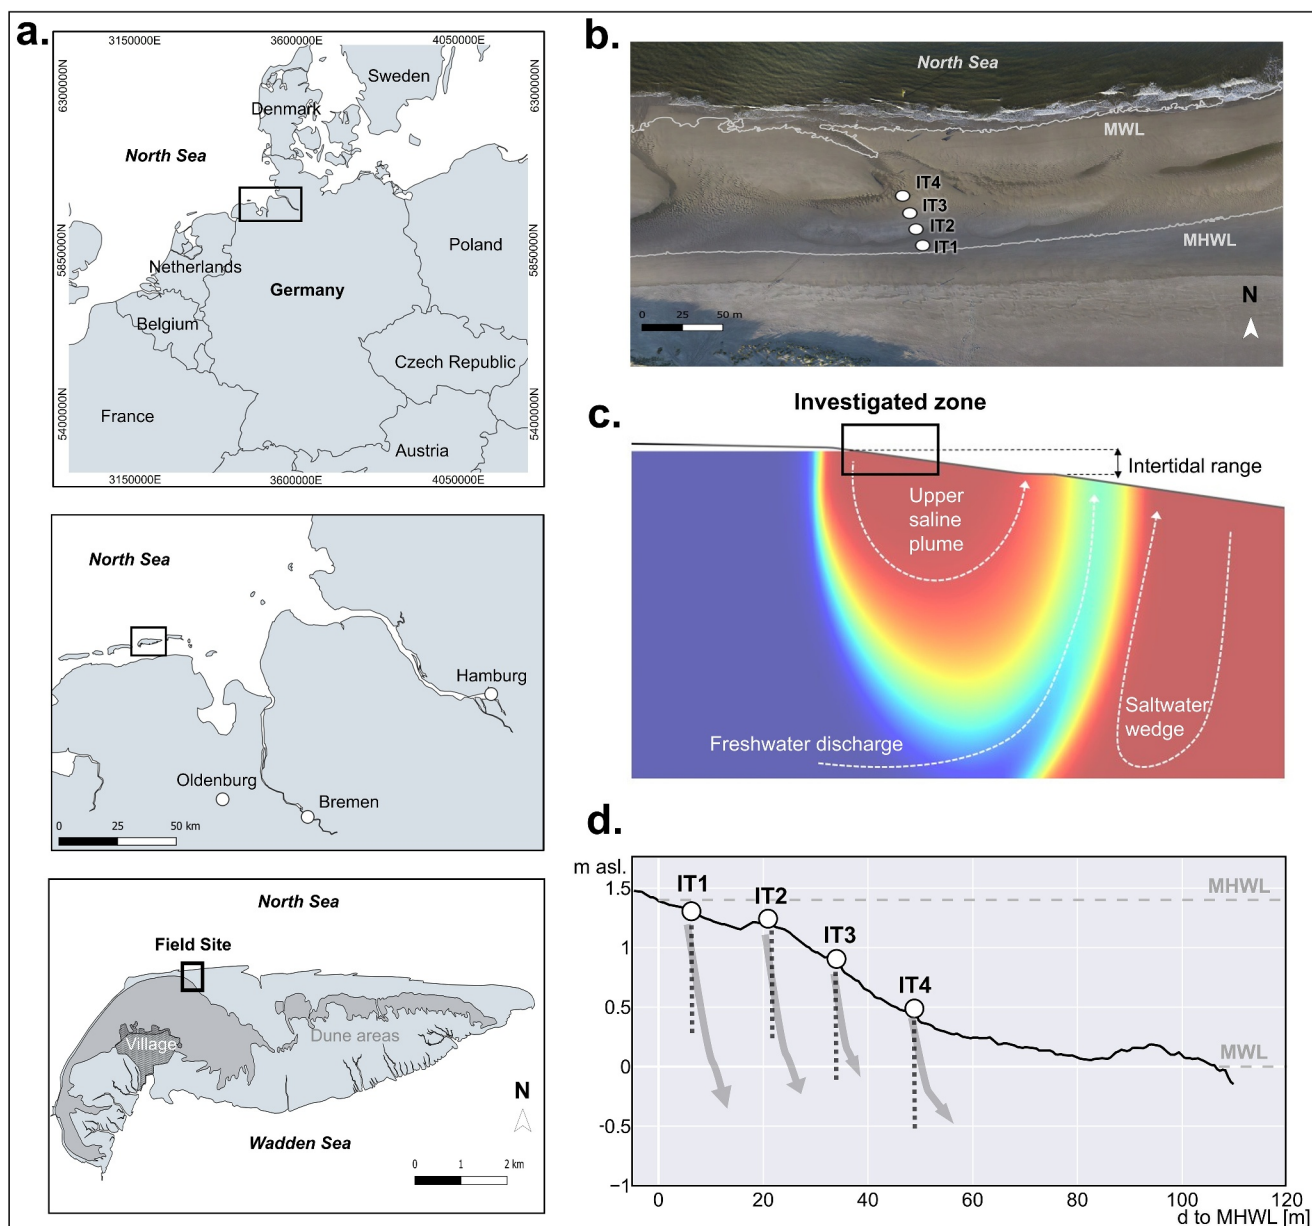 a.
3150000E 3600000E 4050000E
6300000N
6300000N
Sweden
Denmark
North Sea
5850000N
5850000N
Poland
Netherlands
Germany
Belgium
Czech Republic
France
5400000N
5400000N
Austria
3150000E 3600000E 4050000E
North Sea
Hamburg
Oldenburg
Bremen
0 25 50 km
North Sea
Field Site
Village
Dune areas
N
Wadden Sea
0 1 2 km
b.
North Sea
MWL
IT4
IT3
IT2
IT1
MHWL
N
0 25 50 m
c.
Investigated zone
Intertidal range
Upper
saline
plume
Saltwater
wedge
Freshwater discharge
d.
m asl.
IT1
IT2
IT3
IT4
MHWL
MWL
1.5
1
0.5
0
-0.5
−1
0 20 40 60 80 100 120
d to MHWL [m]